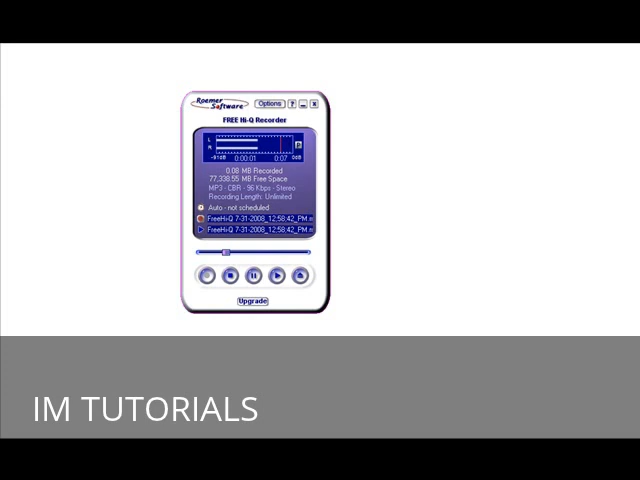 Roemer
Software
Options ? _ x
FREE Hi-Q Recorder
L
R
-91dB 0:00:01 0:07 0dB
0.08 MB Recorded
77,338.55 MB Free Space
MP3 - CBR - 96 Kbps - Stereo
Recording Length: Unlimited
Auto - not scheduled
FreeHi-Q 7-31-2008_12;58;42_PM.m
FreeHi-Q 7-31-2008_12;58;42_PM.m
Upgrade
IM TUTORIALS